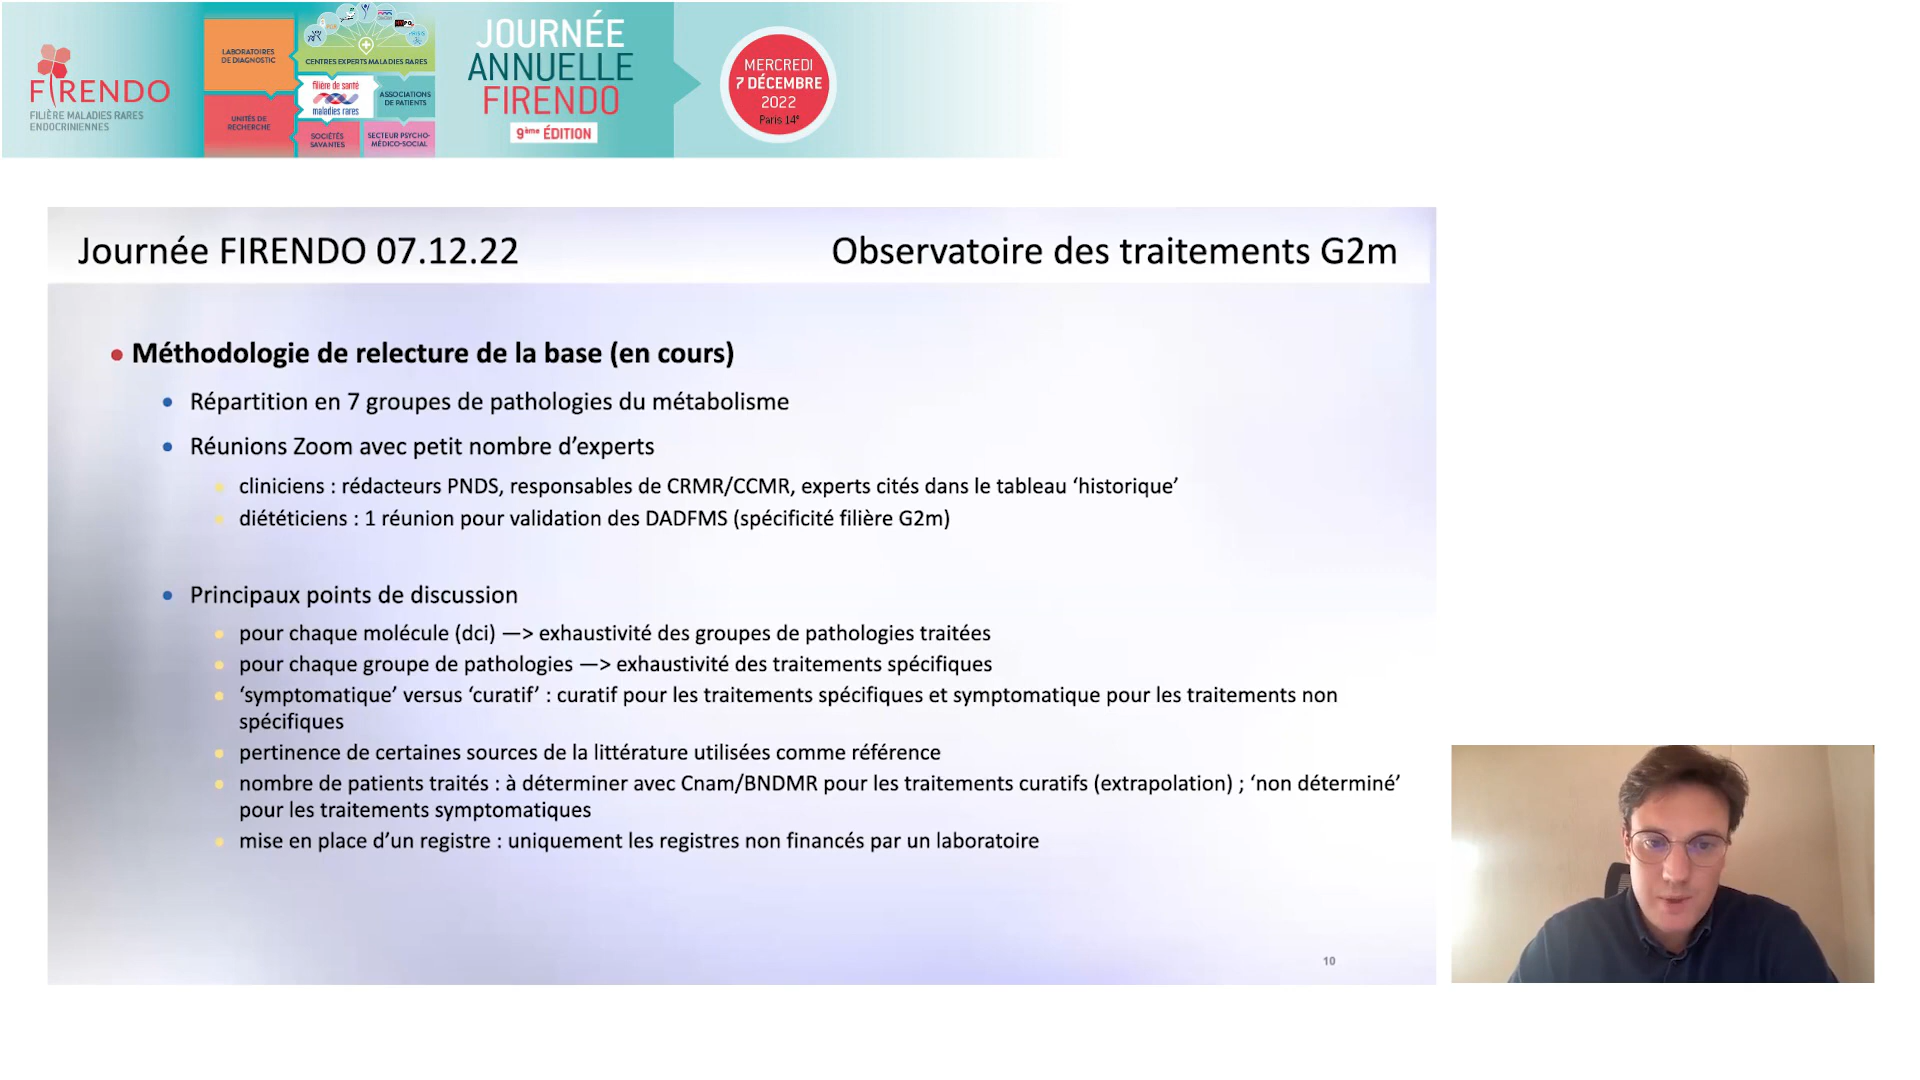 FIRENDO
FILIÈRE MALADIES RARES
ENDOCRINIENNES
LABORATOIRES
DE DIAGNOSTIC
CENTRES EXPERTS MALADIES RARES
filière de santé
maladies rares
ASSOCIATIONS
DE PATIENTS
UNITÉS DE
RECHERCHE
SOCIÉTÉS
SAVANTES
SECTEUR PSYCHO-
MÉDICO-SOCIAL
JOURNÉE
ANNUELLE
FIRENDO
9ème ÉDITION
MERCREDI
7 DÉCEMBRE
2022
Paris 14e
Journée FIRENDO 07.12.22
Observatoire des traitements G2m
• Méthodologie de relecture de la base (en cours)
• Répartition en 7 groupes de pathologies du métabolisme
• Réunions Zoom avec petit nombre d’experts
• cliniciens : rédacteurs PNDS, responsables de CRMR/CCMR, experts cités dans le tableau ‘historique’
• diététiciens : 1 réunion pour validation des DADFMS (spécificité filière G2m)
• Principaux points de discussion
• pour chaque molécule (dci) —> exhaustivité des groupes de pathologies traitées
• pour chaque groupe de pathologies —> exhaustivité des traitements spécifiques
• ‘symptomatique’ versus ‘curatif’ : curatif pour les traitements spécifiques et symptomatique pour les traitements non
spécifiques
• pertinence de certaines sources de la littérature utilisées comme référence
• nombre de patients traités : à déterminer avec Cnam/BNDMR pour les traitements curatifs (extrapolation) ; ‘non déterminé’
pour les traitements symptomatiques
• mise en place d’un registre : uniquement les registres non financés par un laboratoire
10